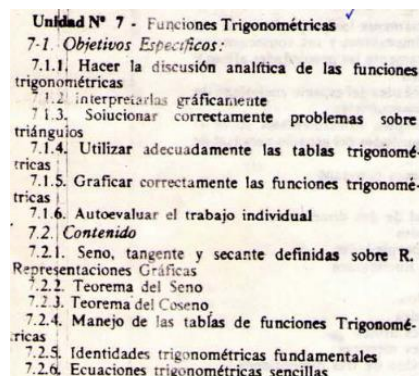 Unidad Nº 7 - Funciones Trigonométricas
7-1. Objetivos Específicos:
7.1.1. Hacer la discusión analítica de las funciones
trigonométricas
7.1.2. Interpretarlas gráficamente
7.1.3. Solucionar correctamente problemas sobre
triángulos
7.1.4. Utilizar adecuadamente las tablas trigonomé-
tricas
7.1.5. Graficar correctamente las funciones trigonomé-
tricas
7.1.6. Autoevaluar el trabajo individual
7.2. Contenido
7.2.1. Seno, tangente y secante definidas sobre R.
Representaciones Gráficas
7.2.2. Teorema del Seno
7.2.3. Teorema del Coseno
7.2.4. Manejo de las tablas de funciones Trigonomé-
tricas
7.2.5. Identidades trigonométricas fundamentales
7.2.6. Ecuaciones trigonométricas sencillas